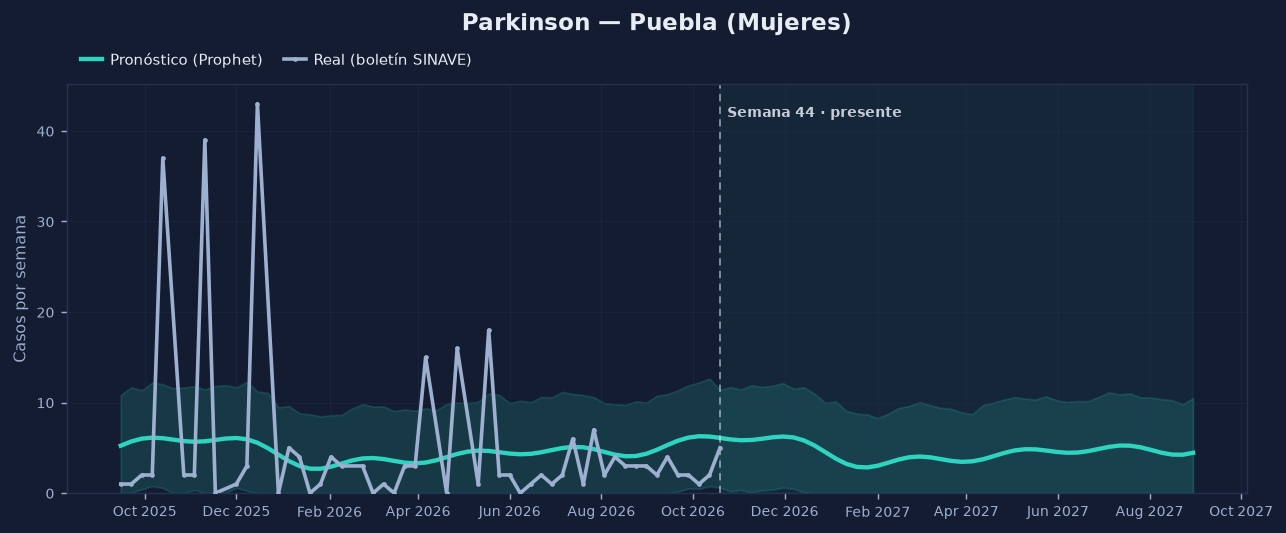 Parkinson — Puebla (Mujeres)
Pronóstico (Prophet)
Real (boletín SINAVE)
Semana 44 · presente
Casos por semana
40
30
20
10
0
Oct 2025
Dec 2025
Feb 2026
Apr 2026
Jun 2026
Aug 2026
Oct 2026
Dec 2026
Feb 2027
Apr 2027
Jun 2027
Aug 2027
Oct 2027